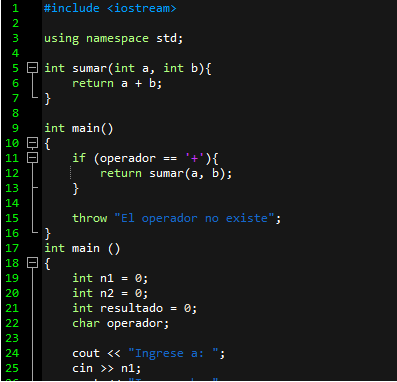 1 #include <iostream>
2
3 using namespace std;
4
5 int sumar(int a, int b){
6 return a + b;
7 }
8
9 int main()
10 {
11 if (operador == '+'){
12 return sumar(a, b);
13 }
14
15 throw "El operador no existe";
16 }
17 int main ()
18 {
19 int n1 = 0;
20 int n2 = 0;
21 int resultado = 0;
22 char operador;
23
24 cout << "Ingrese a: ";
25 cin >> n1;